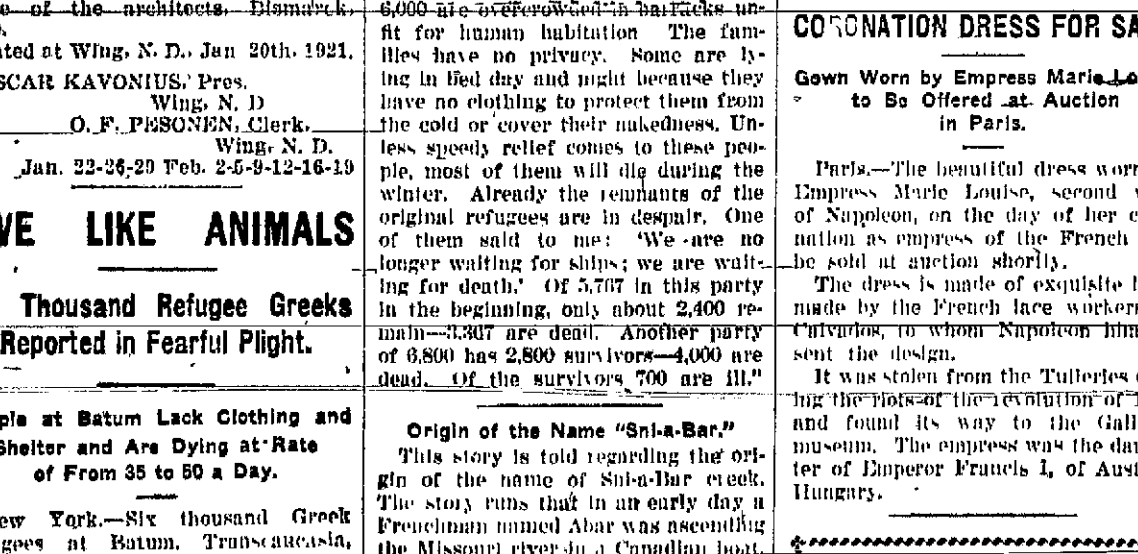 of the architects, Bismarck,
ated at Wing, N. D., Jan 20th. 1921.
SCAR KAVONIUS, Pres.
Wing, N. D
O. F. PESONEN, Clerk.
Wing, N. D.
Jan. 22-26-29 Feb. 2-5-9-12-16-19
VE LIKE ANIMALS
Thousand Refugee Greeks
Reported in Fearful Plight.
ple at Batum Lack Clothing and
Shelter and Are Dying at Rate
of From 35 to 50 a Day.
ew York.—Six thousand Greek
gees at Batum, Transcaucasia,
6,000 are overcrowded in barracks un-
fit for human habitation The fam-
ilies have no privacy. Some are ly-
ing in bed day and night because they
have no clothing to protect them from
the cold or cover their nakedness. Un-
less speedy relief comes to these peo-
ple, most of them will die during the
winter. Already the remnants of the
original refugees are in despair. One
of them said to me: 'We are no
longer waiting for ships; we are wait-
ing for death.' Of 5,767 in this party
in the beginning, only about 2,400 re-
main—3,367 are dead. Another party
of 6,800 has 2,800 survivors—4,000 are
dead. Of the survivors 700 are ill."
Origin of the Name "Sni-a-Bar."
This story is told regarding the ori-
gin of the name of Sni-a-Bar creek.
The story runs that in an early day a
Frenchman named Abar was ascending
the Missouri river in a Canadian boat.
CORONATION DRESS FOR SA
Gown Worn by Empress Marie Lo
to Be Offered at Auction
in Paris.
Paris.—The beautiful dress worn
Empress Marie Louise, second w
of Napoleon, on the day of her c
nation as empress of the French
be sold at auction shortly.
The dress is made of exquisite l
made by the French lace workers
Calvados, to whom Napoleon him
sent the design.
It was stolen from the Tuileries d
ing the riots of the revolution of 1
and found its way to the Gall
museum. The empress was the dau
ter of Emperor Francis I, of Aust
Hungary.